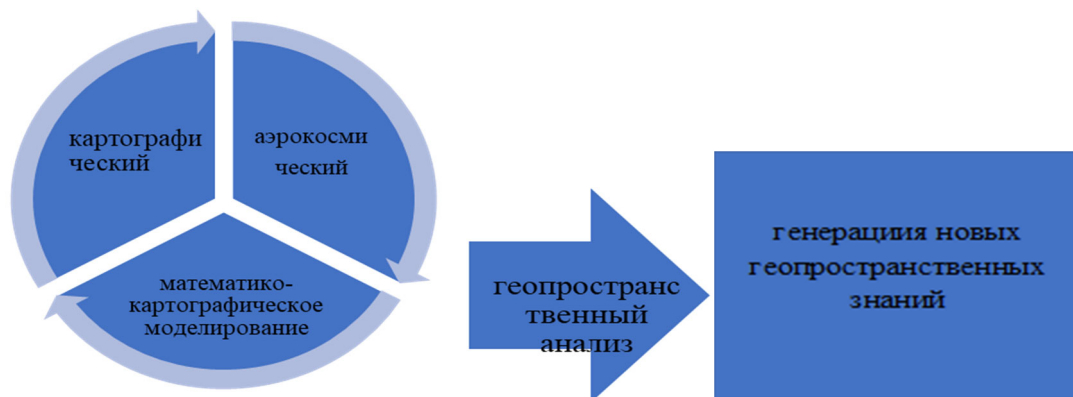 картографи
ческий
аэрокосми
ческий
математико-
картографическое
моделирование
геопространс
твенный
анализ
генерациия новых
геопространственных
знаний